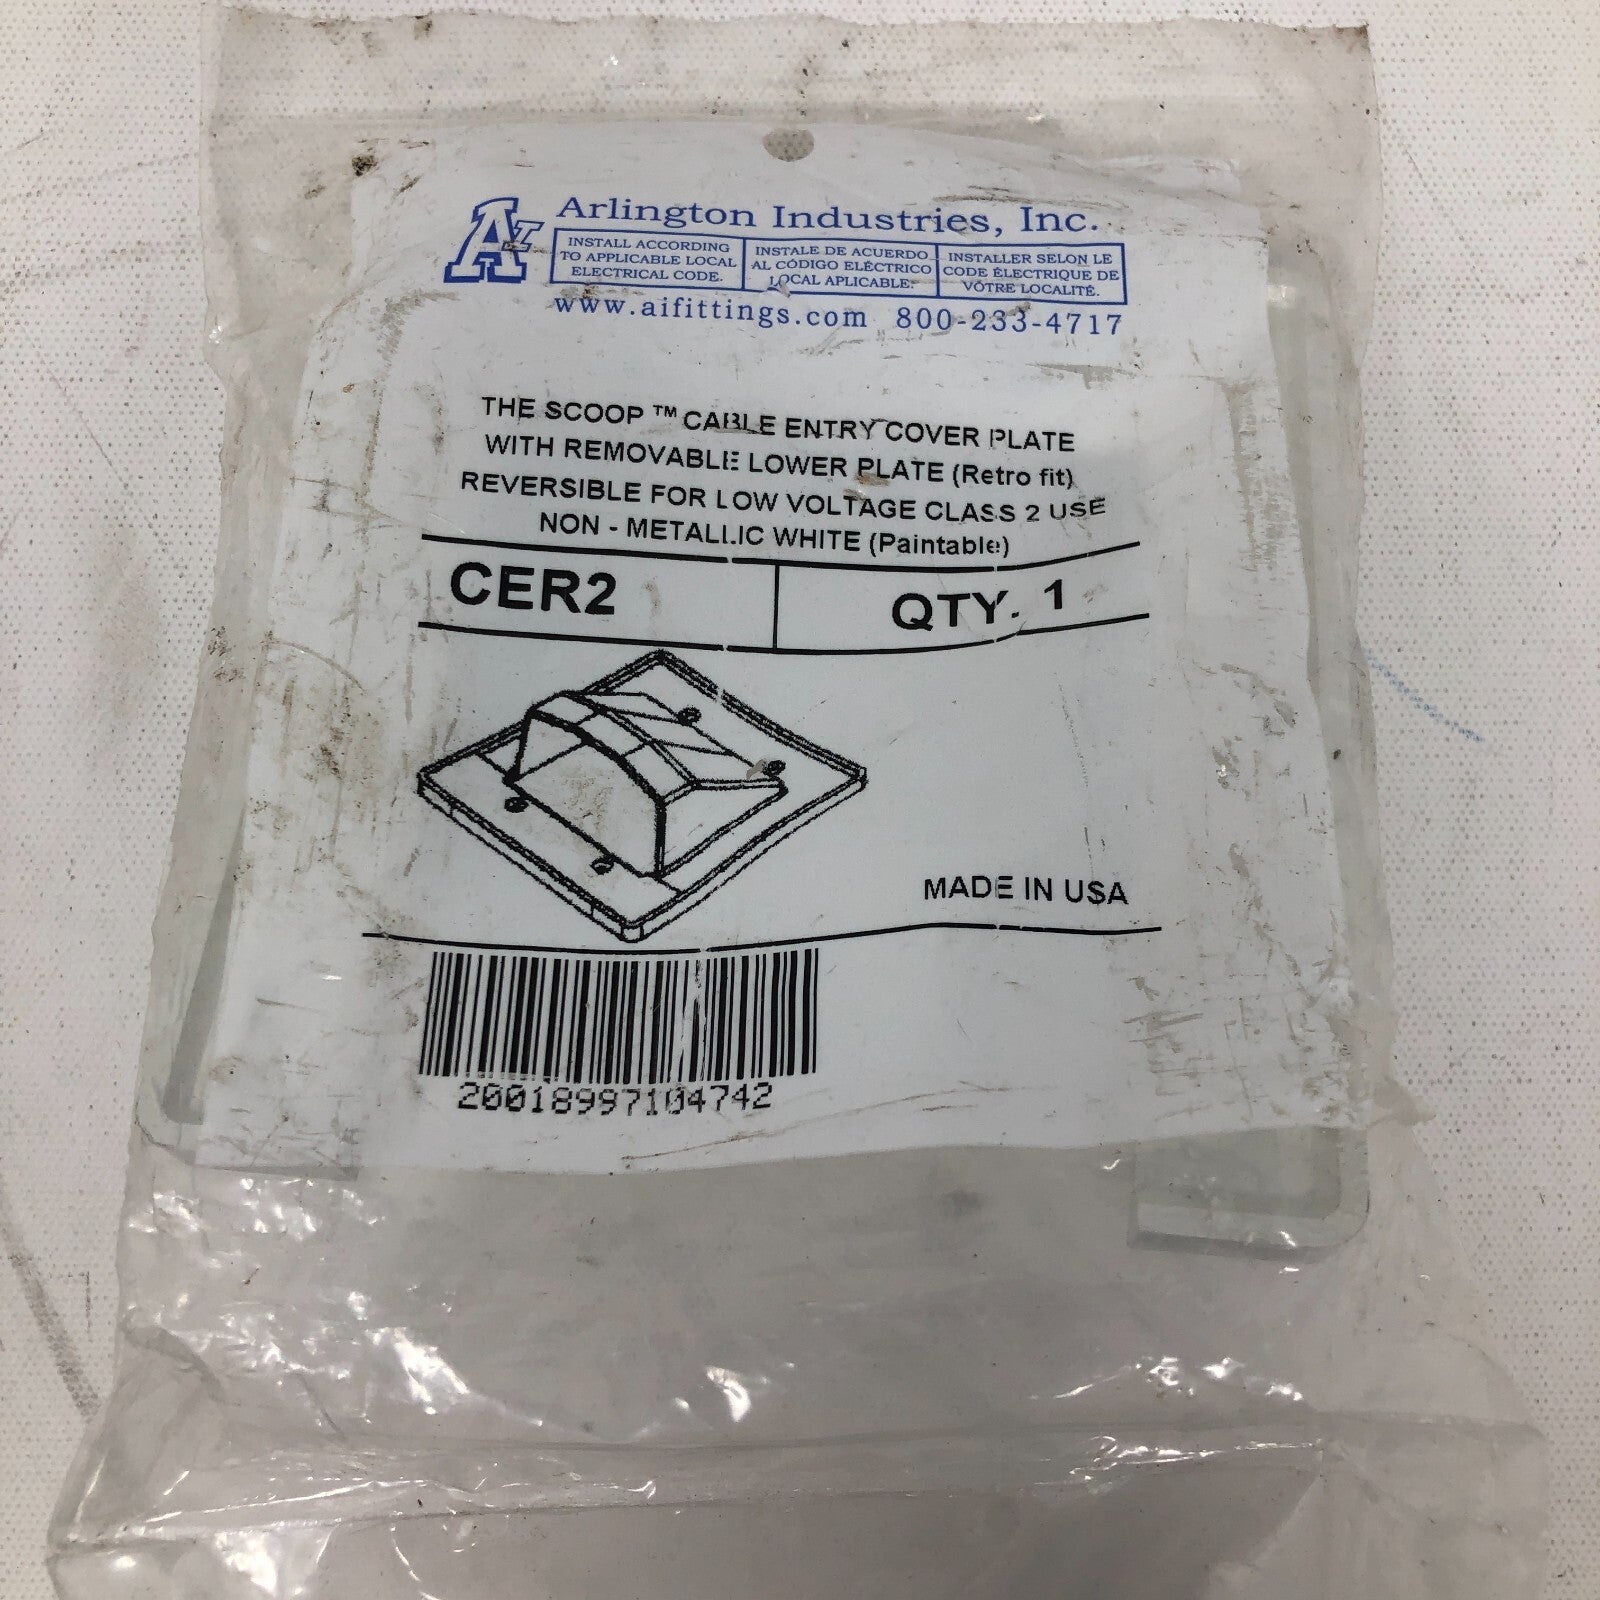 AI Arlington Industries, Inc.
INSTALL ACCORDING
TO APPLICABLE LOCAL
ELECTRICAL CODE.
INSTALE DE ACUERDO
AL CÓDIGO ELÉCTRICO
LOCAL APLICABLE.
INSTALLER SELON LE
CODE ÉLECTRIQUE DE
VÔTRE LOCALITÉ.
www.aifittings.com 800-233-4717
THE SCOOP ™ CABLE ENTRY COVER PLATE
WITH REMOVABLE LOWER PLATE (Retro fit)
REVERSIBLE FOR LOW VOLTAGE CLASS 2 USE
NON - METALLIC WHITE (Paintable)
CER2 QTY. 1
MADE IN USA
20018997104742